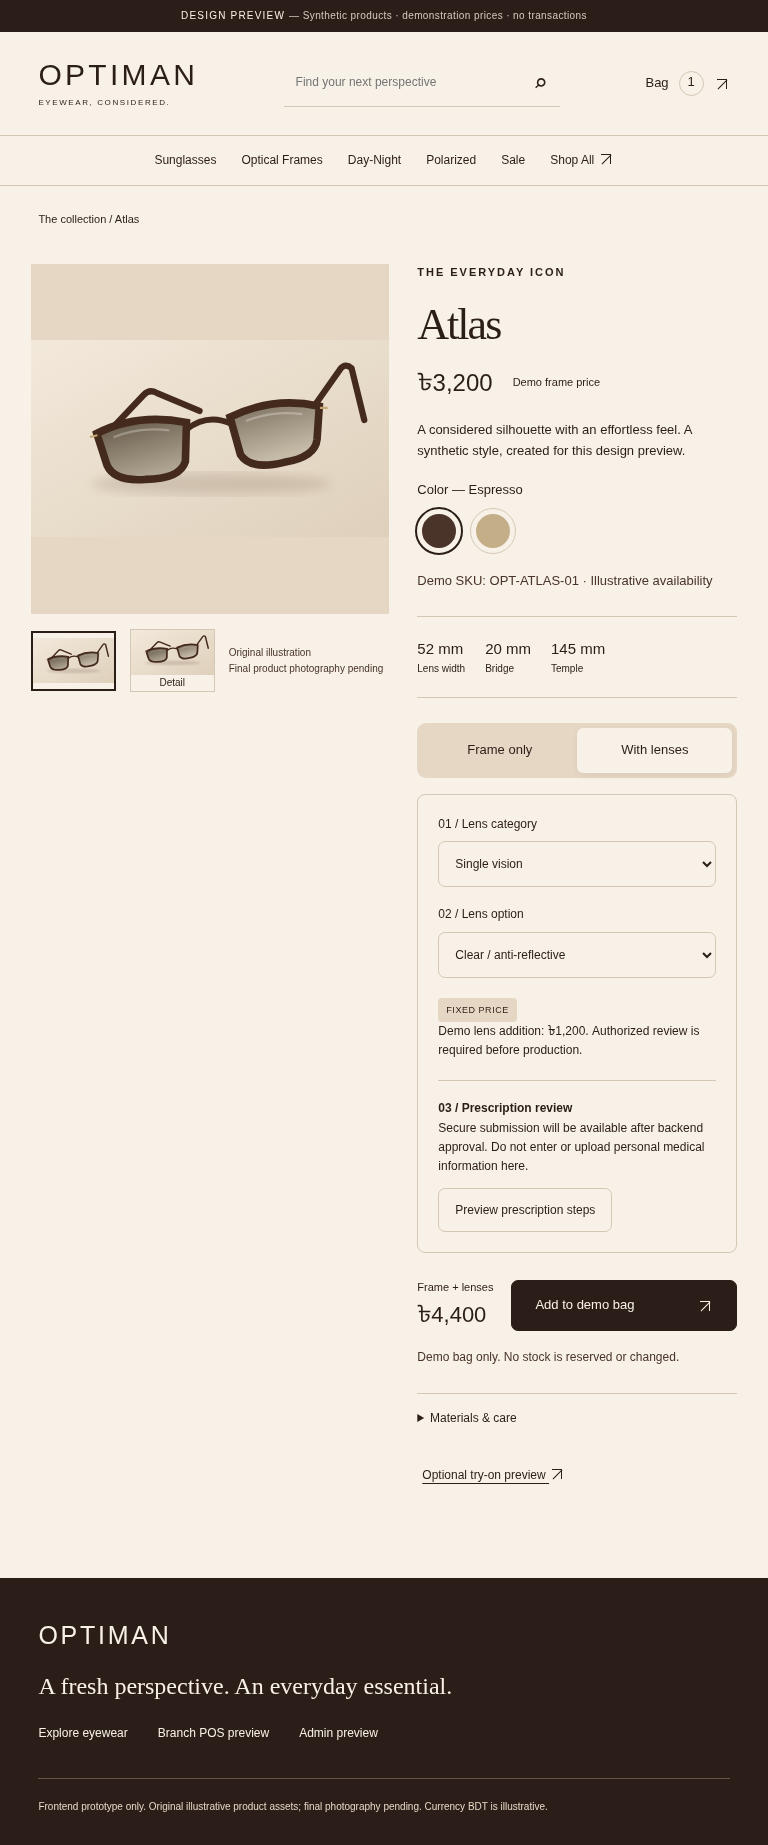 DESIGN PREVIEW — Synthetic products · demonstration prices · no transactions
OPTIMAN
EYEWEAR, CONSIDERED.
Find your next perspective
Bag 1
Sunglasses Optical Frames Day-Night Polarized Sale Shop All
The collection / Atlas
THE EVERYDAY ICON
Atlas
৳3,200 Demo frame price
A considered silhouette with an effortless feel. A
synthetic style, created for this design preview.
Color — Espresso
Demo SKU: OPT-ATLAS-01 · Illustrative availability
Detail
Original illustration
Final product photography pending
52 mm 20 mm 145 mm
Lens width Bridge Temple
Frame only With lenses
01 / Lens category
Single vision
02 / Lens option
Clear / anti-reflective
FIXED PRICE
Demo lens addition: ৳1,200. Authorized review is
required before production.
03 / Prescription review
Secure submission will be available after backend
approval. Do not enter or upload personal medical
information here.
Preview prescription steps
Frame + lenses
৳4,400
Add to demo bag
Demo bag only. No stock is reserved or changed.
Materials & care
Optional try-on preview
OPTIMAN
A fresh perspective. An everyday essential.
Explore eyewear Branch POS preview Admin preview
Frontend prototype only. Original illustrative product assets; final photography pending. Currency BDT is illustrative.